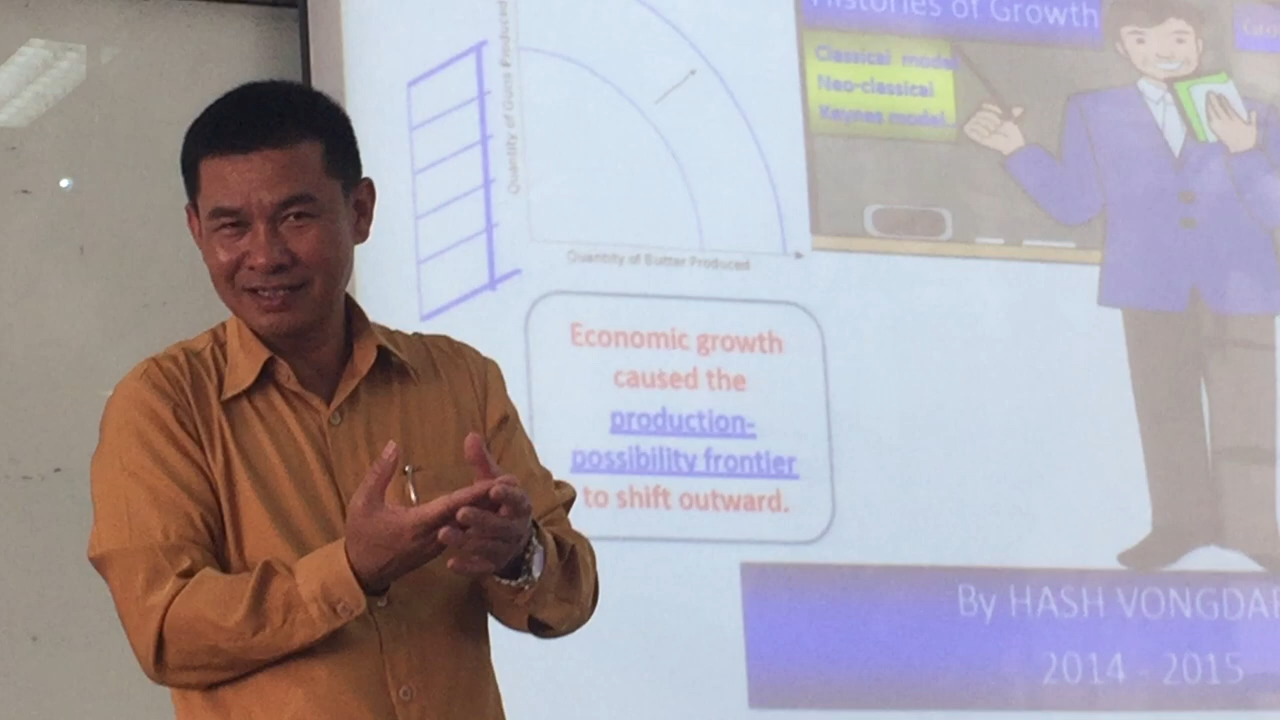 Histories of Growth
Classical model
Neo-classical
Keynes model
Quantity of Guns Produced
Quantity of Butter Produced
Economic growth
caused the
production-
possibility frontier
to shift outward.
By HASH VONGDA
2014 - 2015